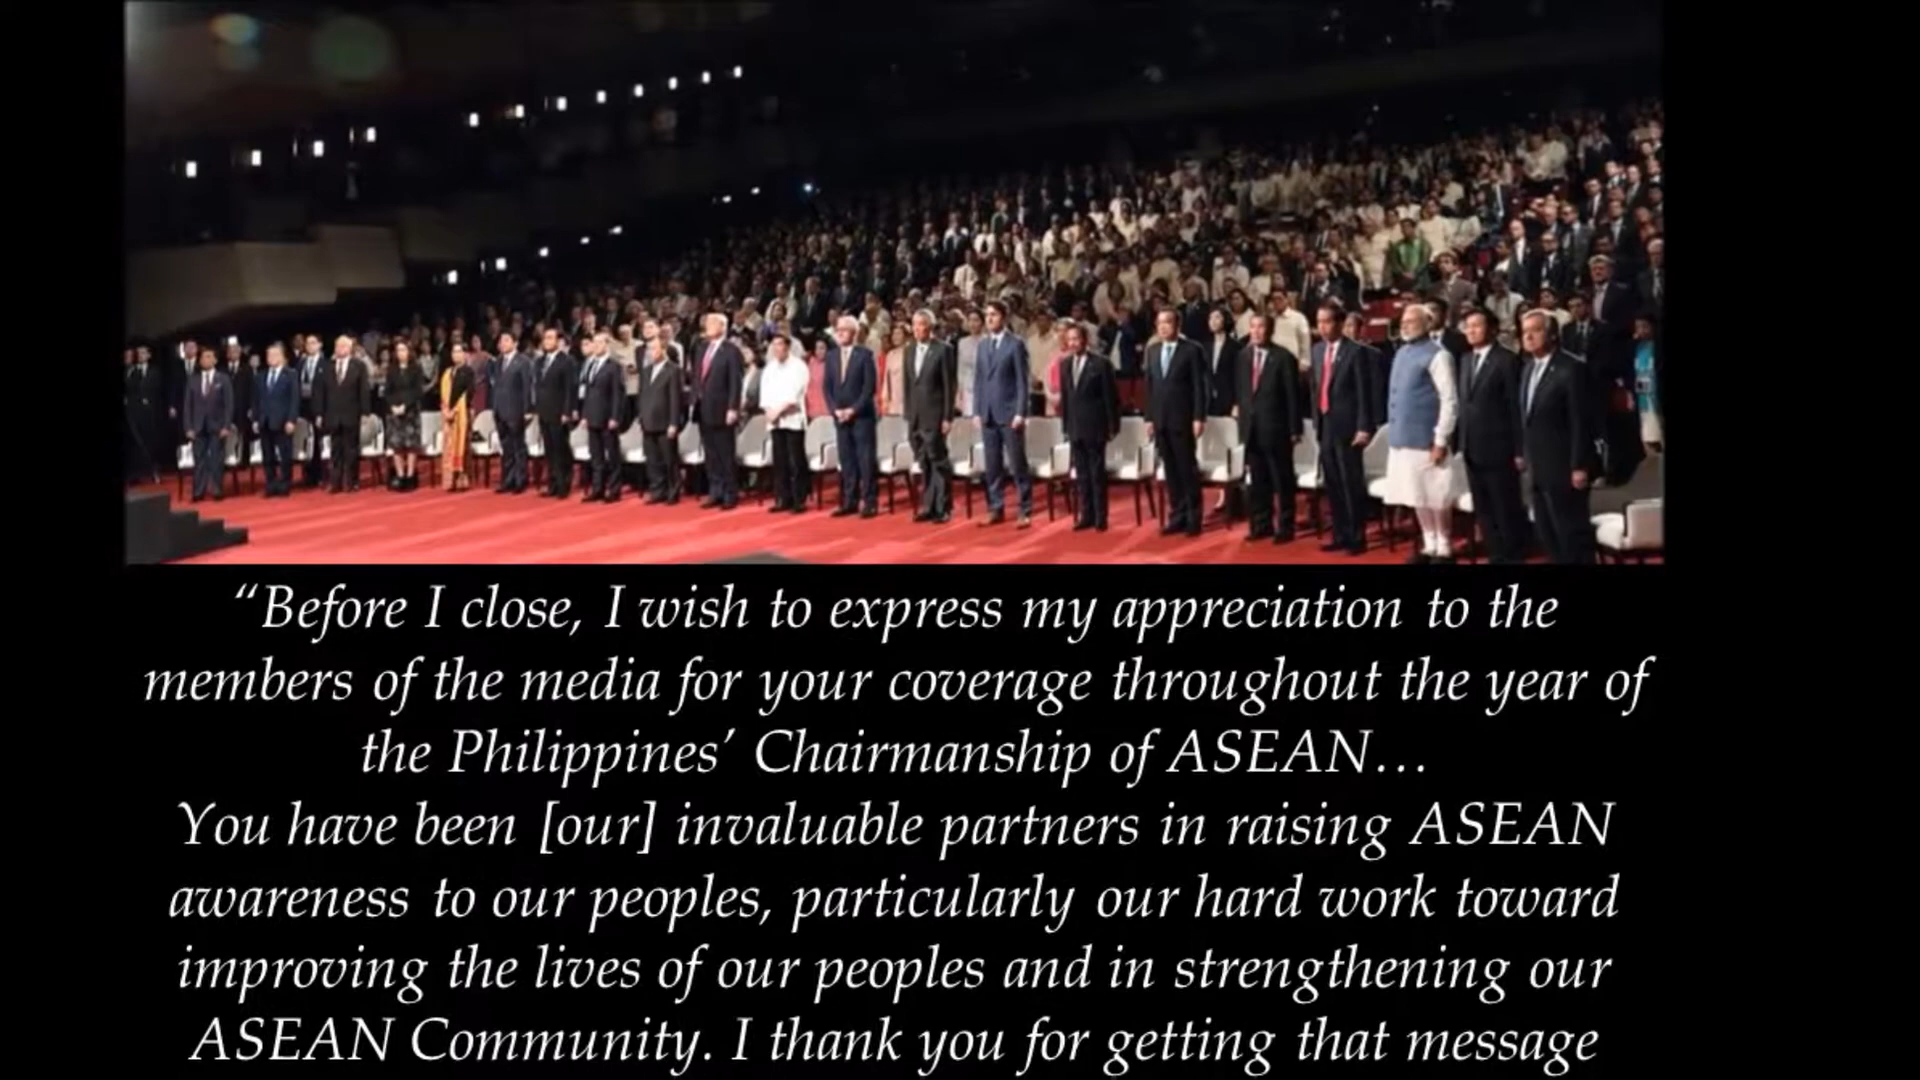 “Before I close, I wish to express my appreciation to the
members of the media for your coverage throughout the year of
the Philippines’ Chairmanship of ASEAN…
You have been [our] invaluable partners in raising ASEAN
awareness to our peoples, particularly our hard work toward
improving the lives of our peoples and in strengthening our
ASEAN Community. I thank you for getting that message